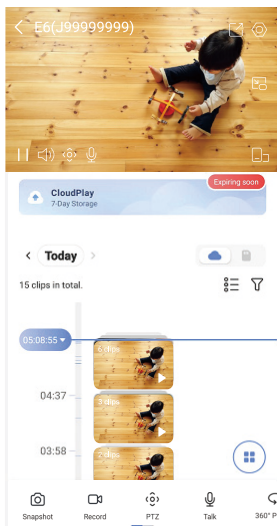 E6(J99999999)
Expiring soon
CloudPlay
7-Day Storage
Today
15 clips in total.
05:08:55
6 clips
04:37
3 clips
03:58
2 clips
Snapshot
Record
PTZ
Talk
360° P